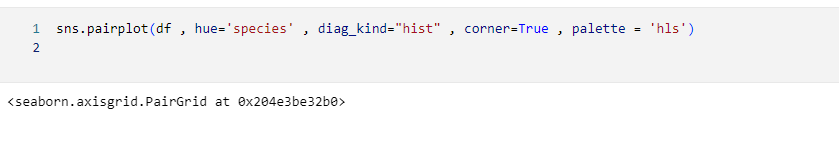 1 sns.pairplot(df , hue='species' , diag_kind="hist" , corner=True , palette = 'hls')
2
<seaborn.axisgrid.PairGrid at 0x204e3be32b0>